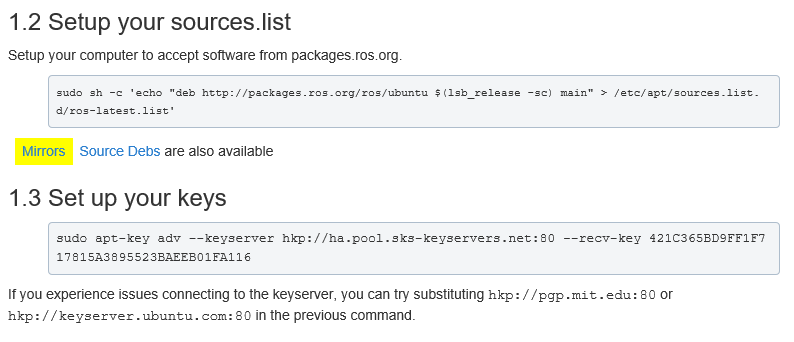 1.2 Setup your sources.list
Setup your computer to accept software from packages.ros.org.
sudo sh -c 'echo "deb http://packages.ros.org/ros/ubuntu $(lsb_release -sc) main" > /etc/apt/sources.list.
d/ros-latest.list'
Mirrors Source Debs are also available
1.3 Set up your keys
sudo apt-key adv --keyserver hkp://ha.pool.sks-keyservers.net:80 --recv-key 421C365BD9FF1F7
17815A3895523BAEEB01FA116
If you experience issues connecting to the keyserver, you can try substituting hkp://pgp.mit.edu:80 or
hkp://keyserver.ubuntu.com:80 in the previous command.